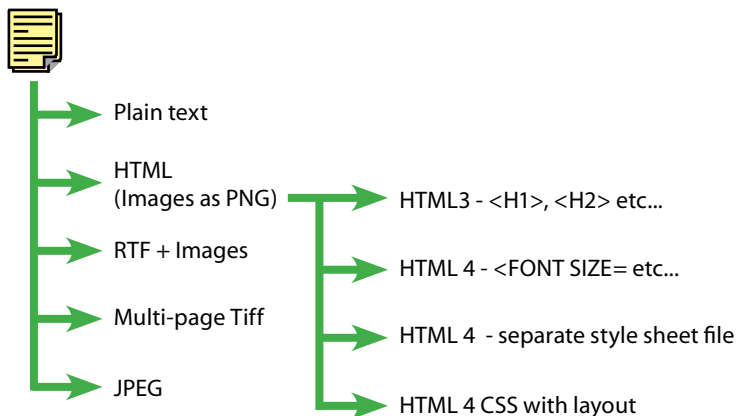 Plain text
HTML
(Images as PNG)
RTF + Images
Multi-page Tiff
JPEG
HTML3 - <H1>, <H2> etc...
HTML 4 - <FONT SIZE= etc...
HTML 4  - separate style sheet file
HTML 4 CSS with layout